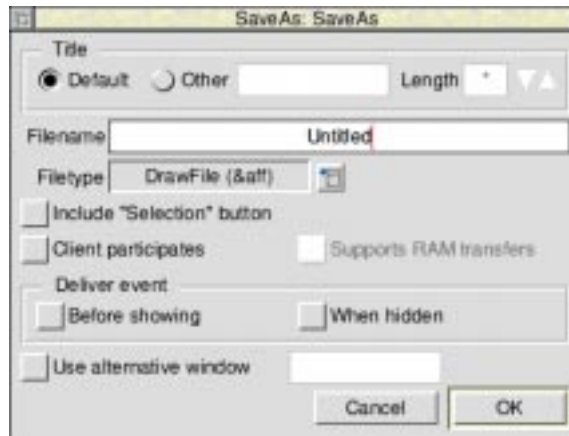 SaveAs: SaveAs
Title
Default Other Length *
Filename Untitled
Filetype DrawFile (&aff)
Include "Selection" button
Client participates Supports RAM transfers
Deliver event
Before showing When hidden
Use alternative window
Cancel OK